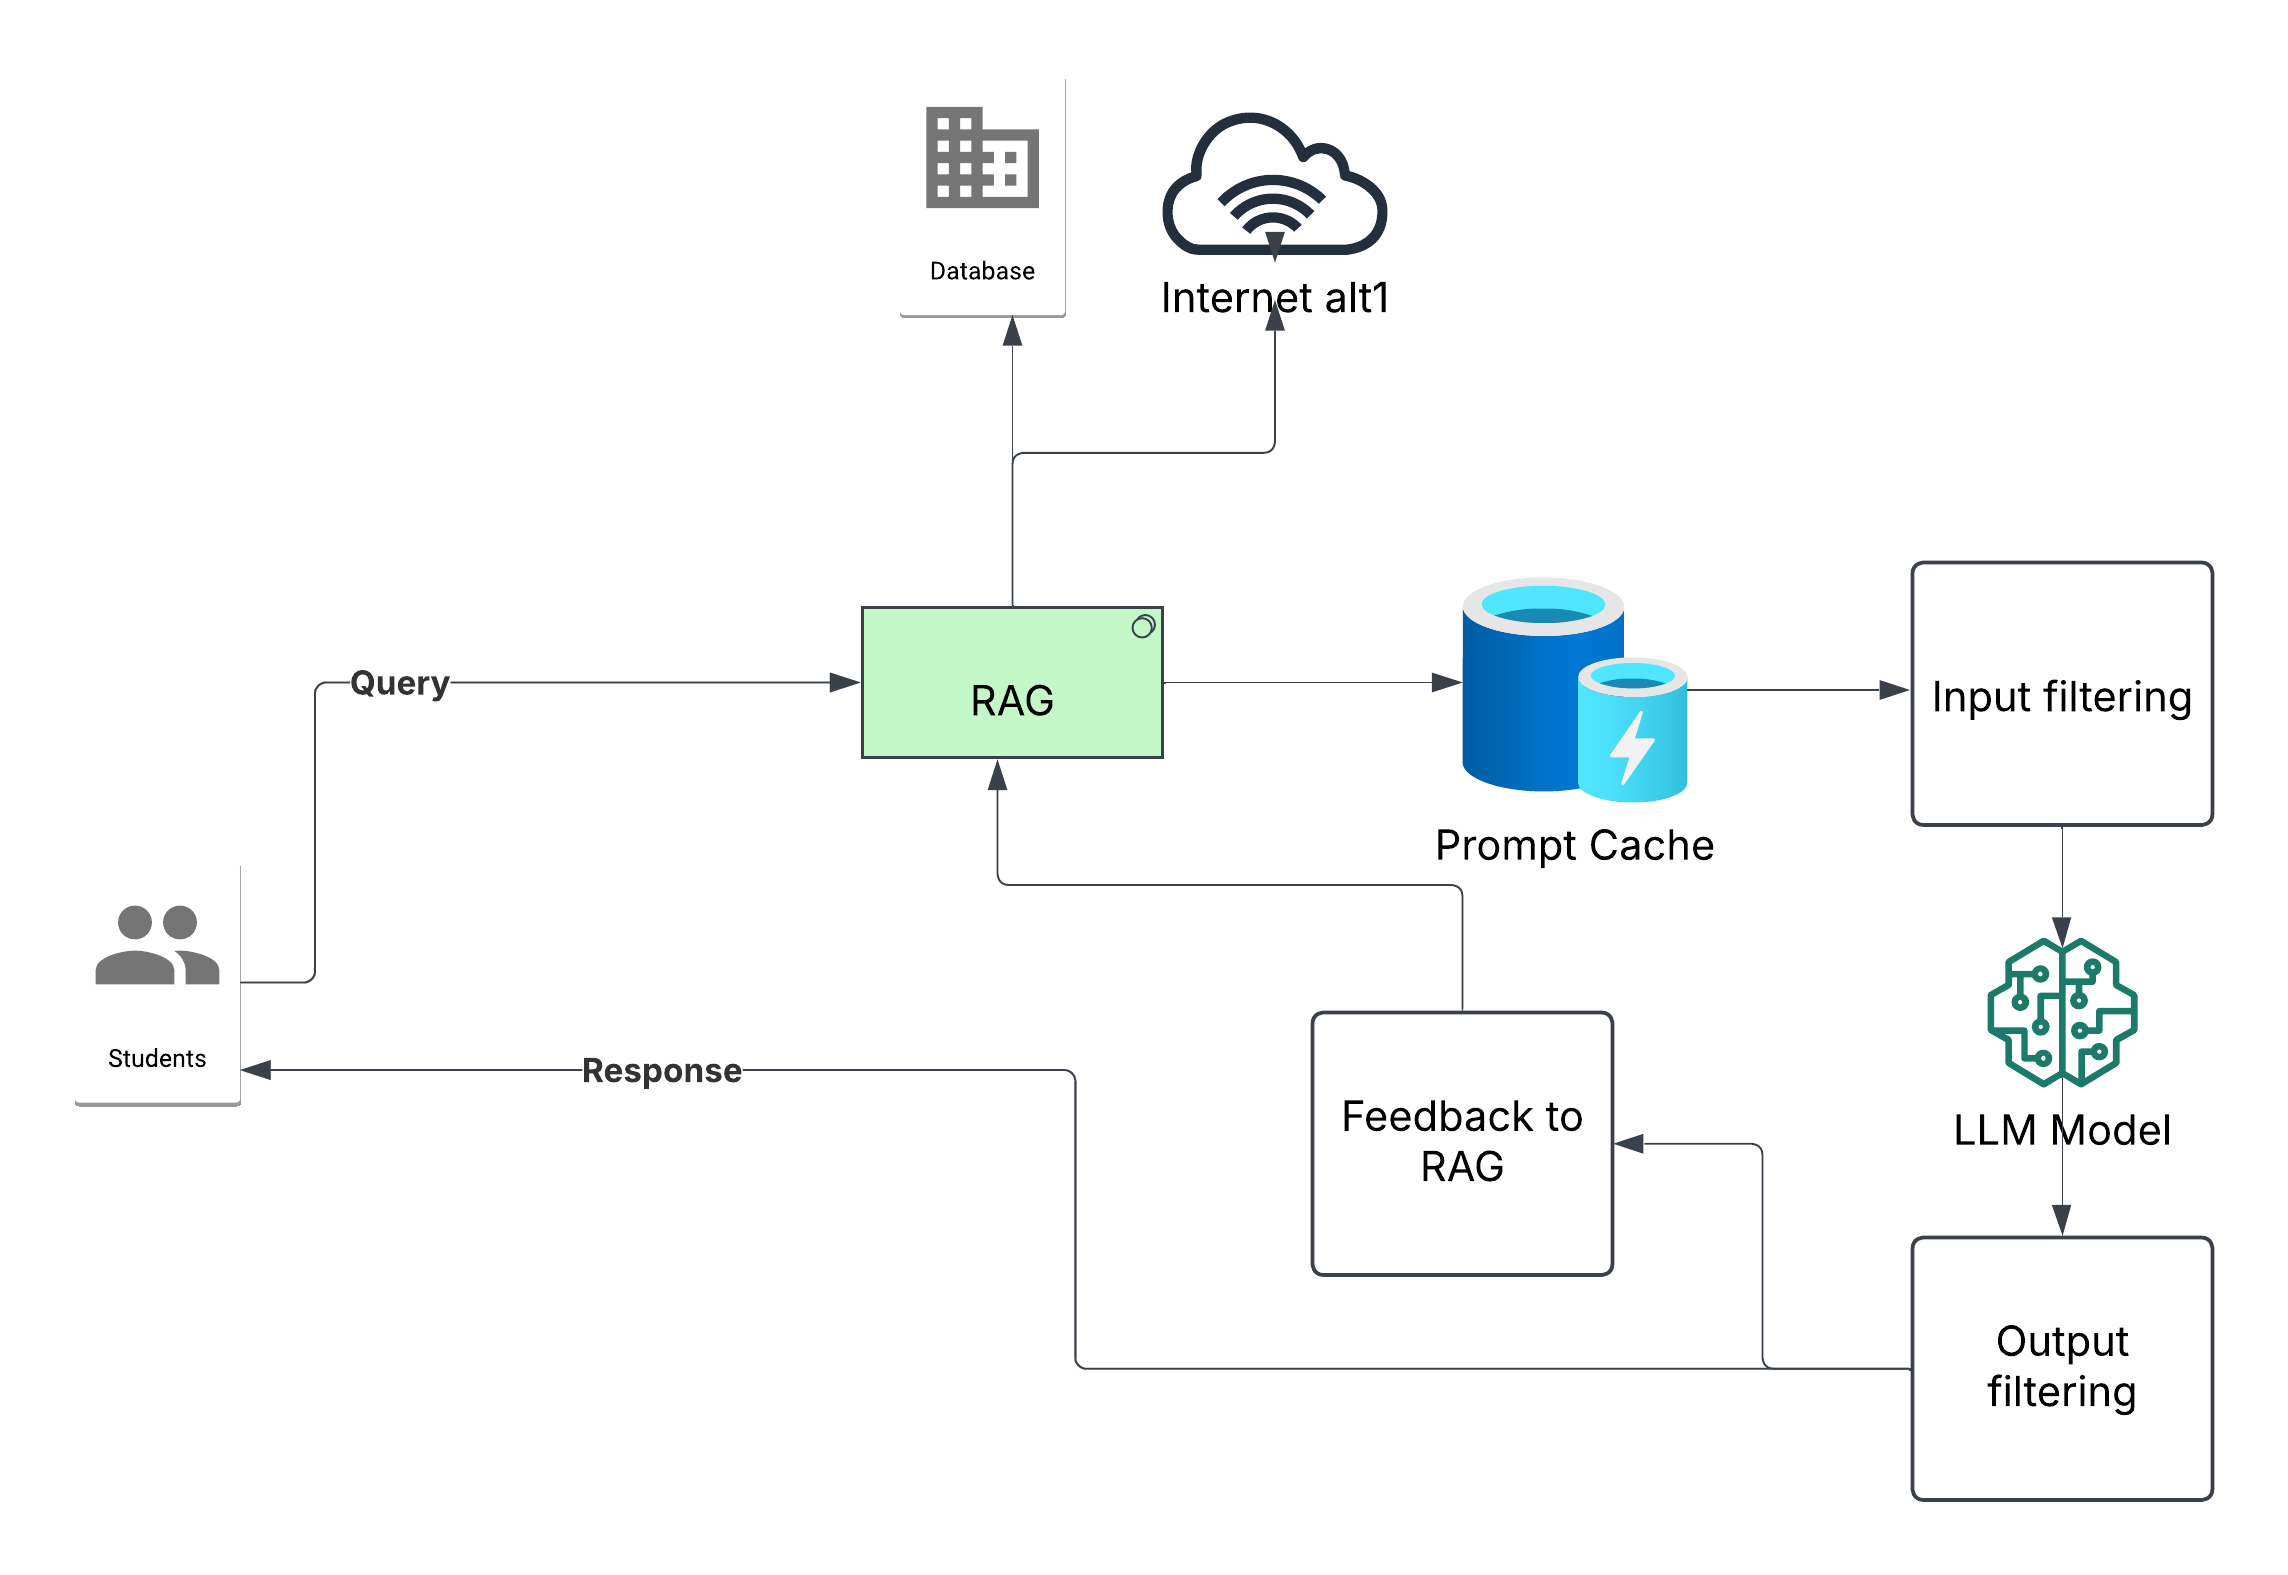 Database
Internet alt1
Query
RAG
Input filtering
Prompt Cache
Students
Response
Feedback to
RAG
LLM Model
Output
filtering